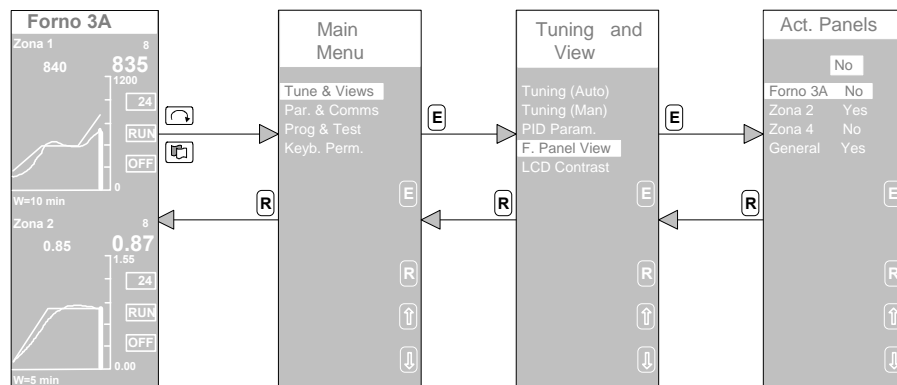 Forno 3A
Zona 1 8
840 835
1200
24
RUN
OFF
0
W=10 min
Zona 2 8
0.85 0.87
1.55
24
RUN
OFF
0.00
W=5 min
E
R
Main
Menu
Tune & Views
Par. & Comms
Prog & Test
Keyb. Perm.
E
R
E
R
Tuning and
View
Tuning (Auto)
Tuning (Man)
PID Param.
F. Panel View
LCD Contrast
E
R
E
R
Act. Panels
No
Forno 3A No
Zona 2 Yes
Zona 4 No
General Yes
E
R